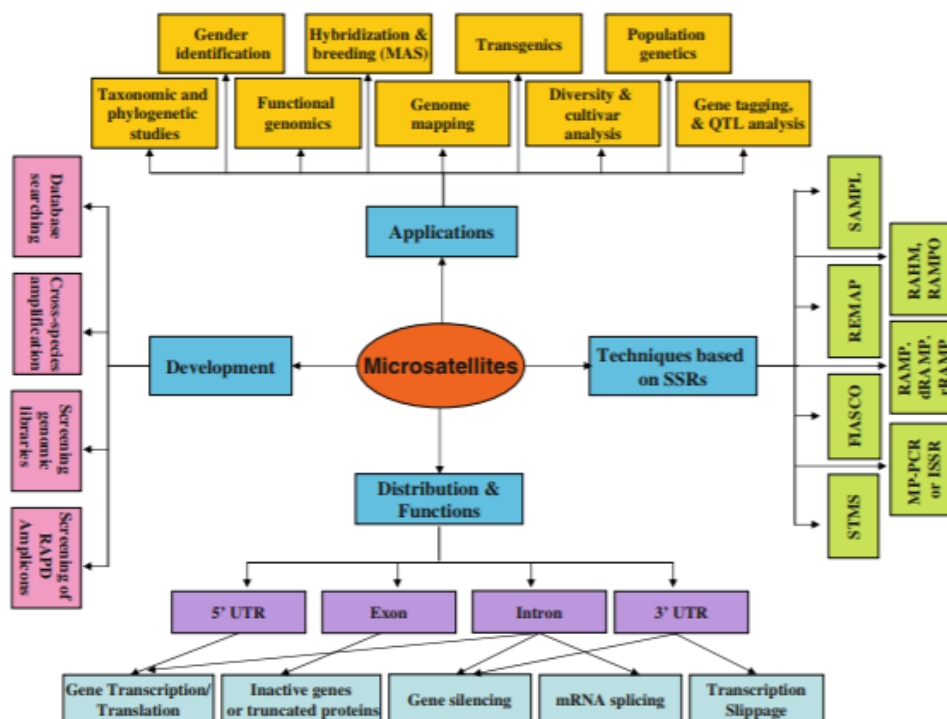 Gender
identification
Hybridization &
breeding (MAS)
Transgenics
Population
genetics
Taxonomic and
phylogenetic
studies
Functional
genomics
Genome
mapping
Diversity &
cultivar
analysis
Gene tagging,
& QTL analysis
Applications
Database
searching
Cross-species
amplification
Screening
genomic
libraries
Screening of
RAPD
Amplicons
Development
Microsatellites
Techniques based
on SSRs
SAMPL
RAHM,
RAMPO
REMAP
RAMP.
dRAMP.
rRAMP
FIASCO
MP-PCR
or ISSR
STMS
Distribution &
Functions
5’ UTR
Exon
Intron
3’ UTR
Gene Transcription/
Translation
Inactive genes
or truncated proteins
Gene silencing
mRNA splicing
Transcription
Slippage